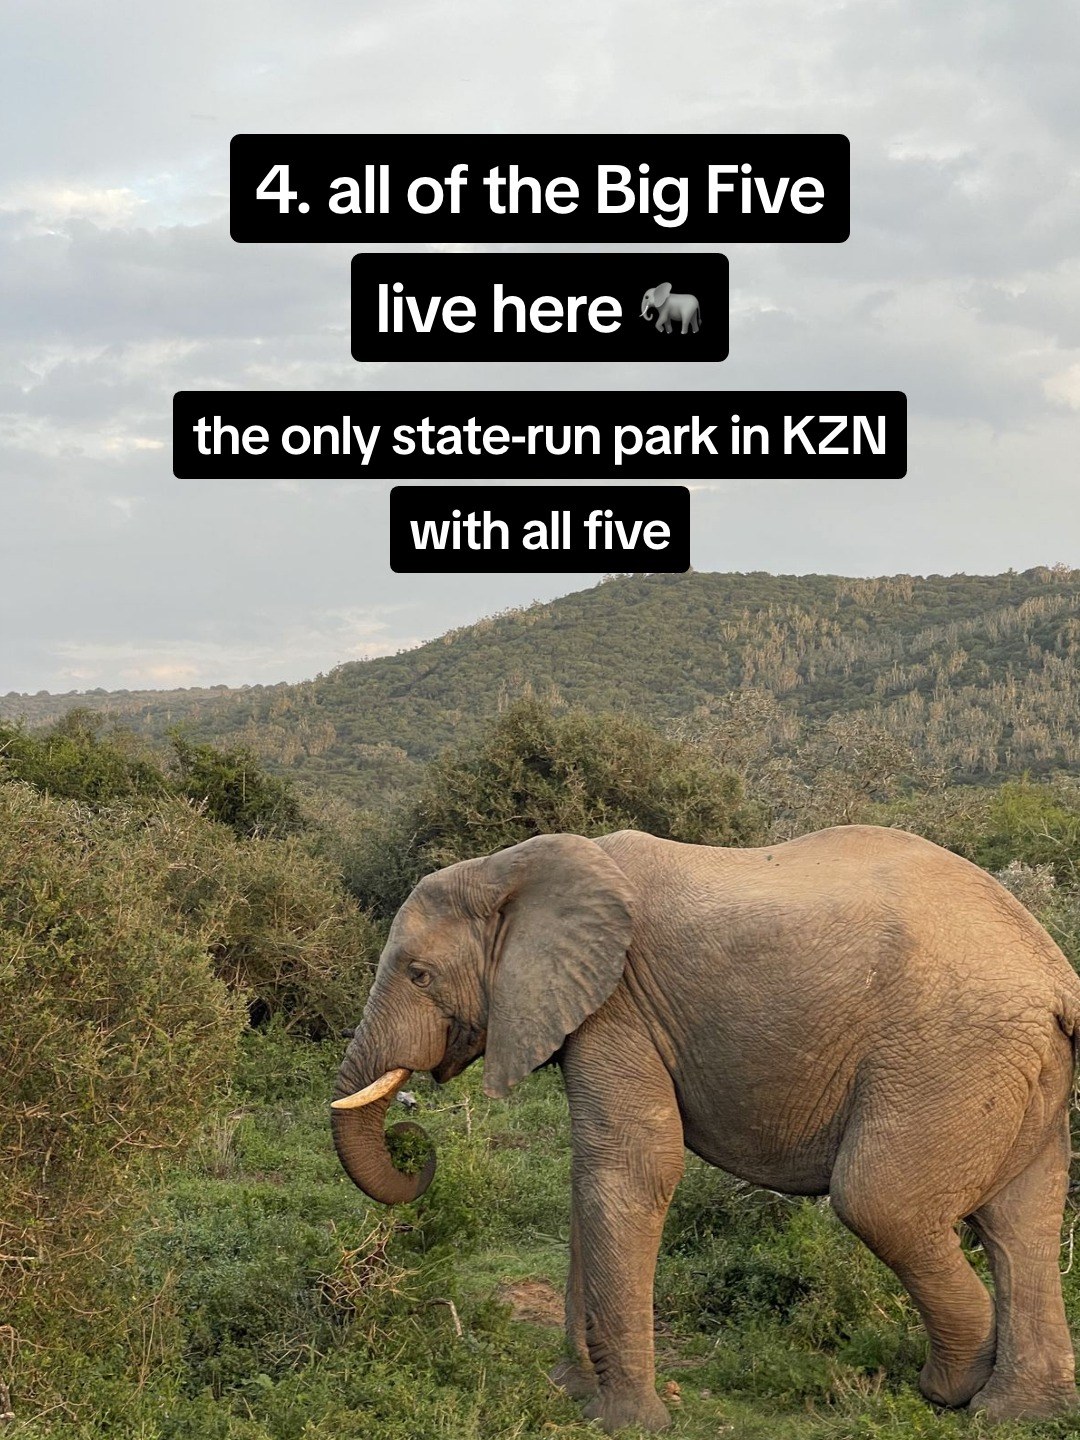 4. all of the Big Five
live here 🐘
the only state-run park in KZN
with all five